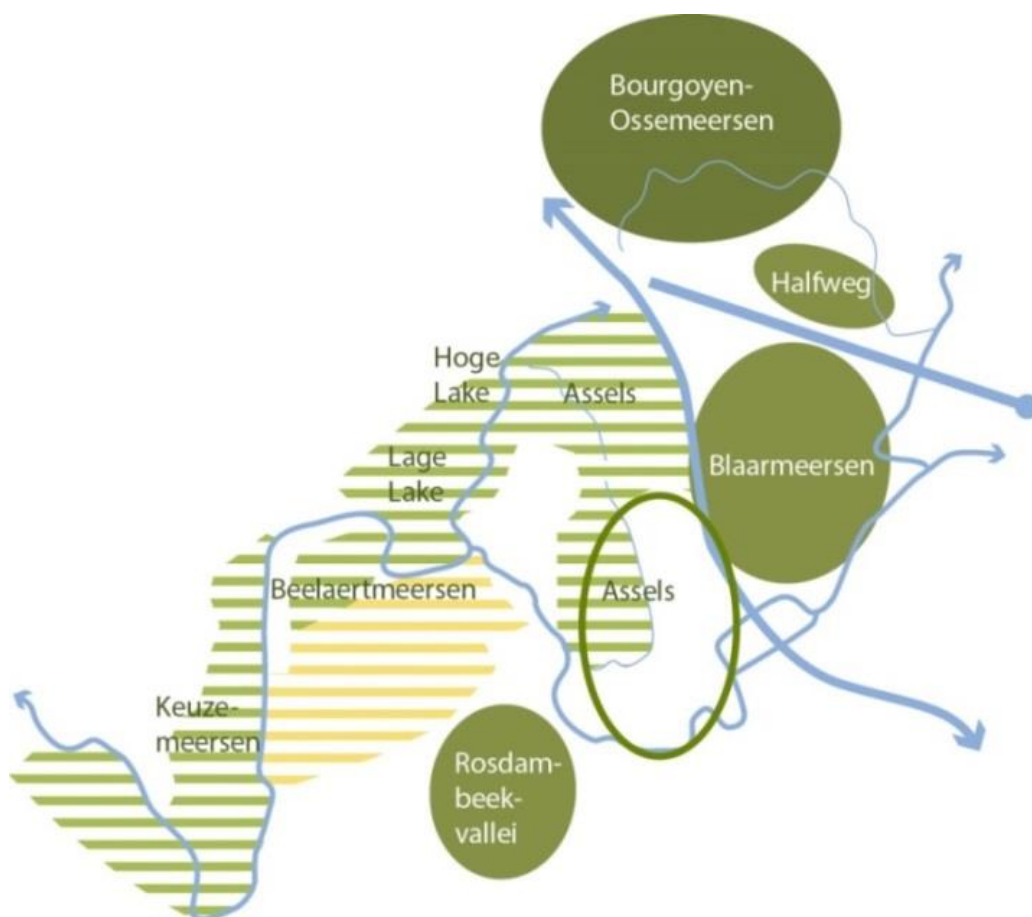 Bourgoyen-
Ossemeersen
Halfweg
Hoge
Lake
Assels
Lage
Lake
Blaarmeersen
Beelaertmeersen
Assels
Keuze-
meersen
Rosdam-
beek-
vallei